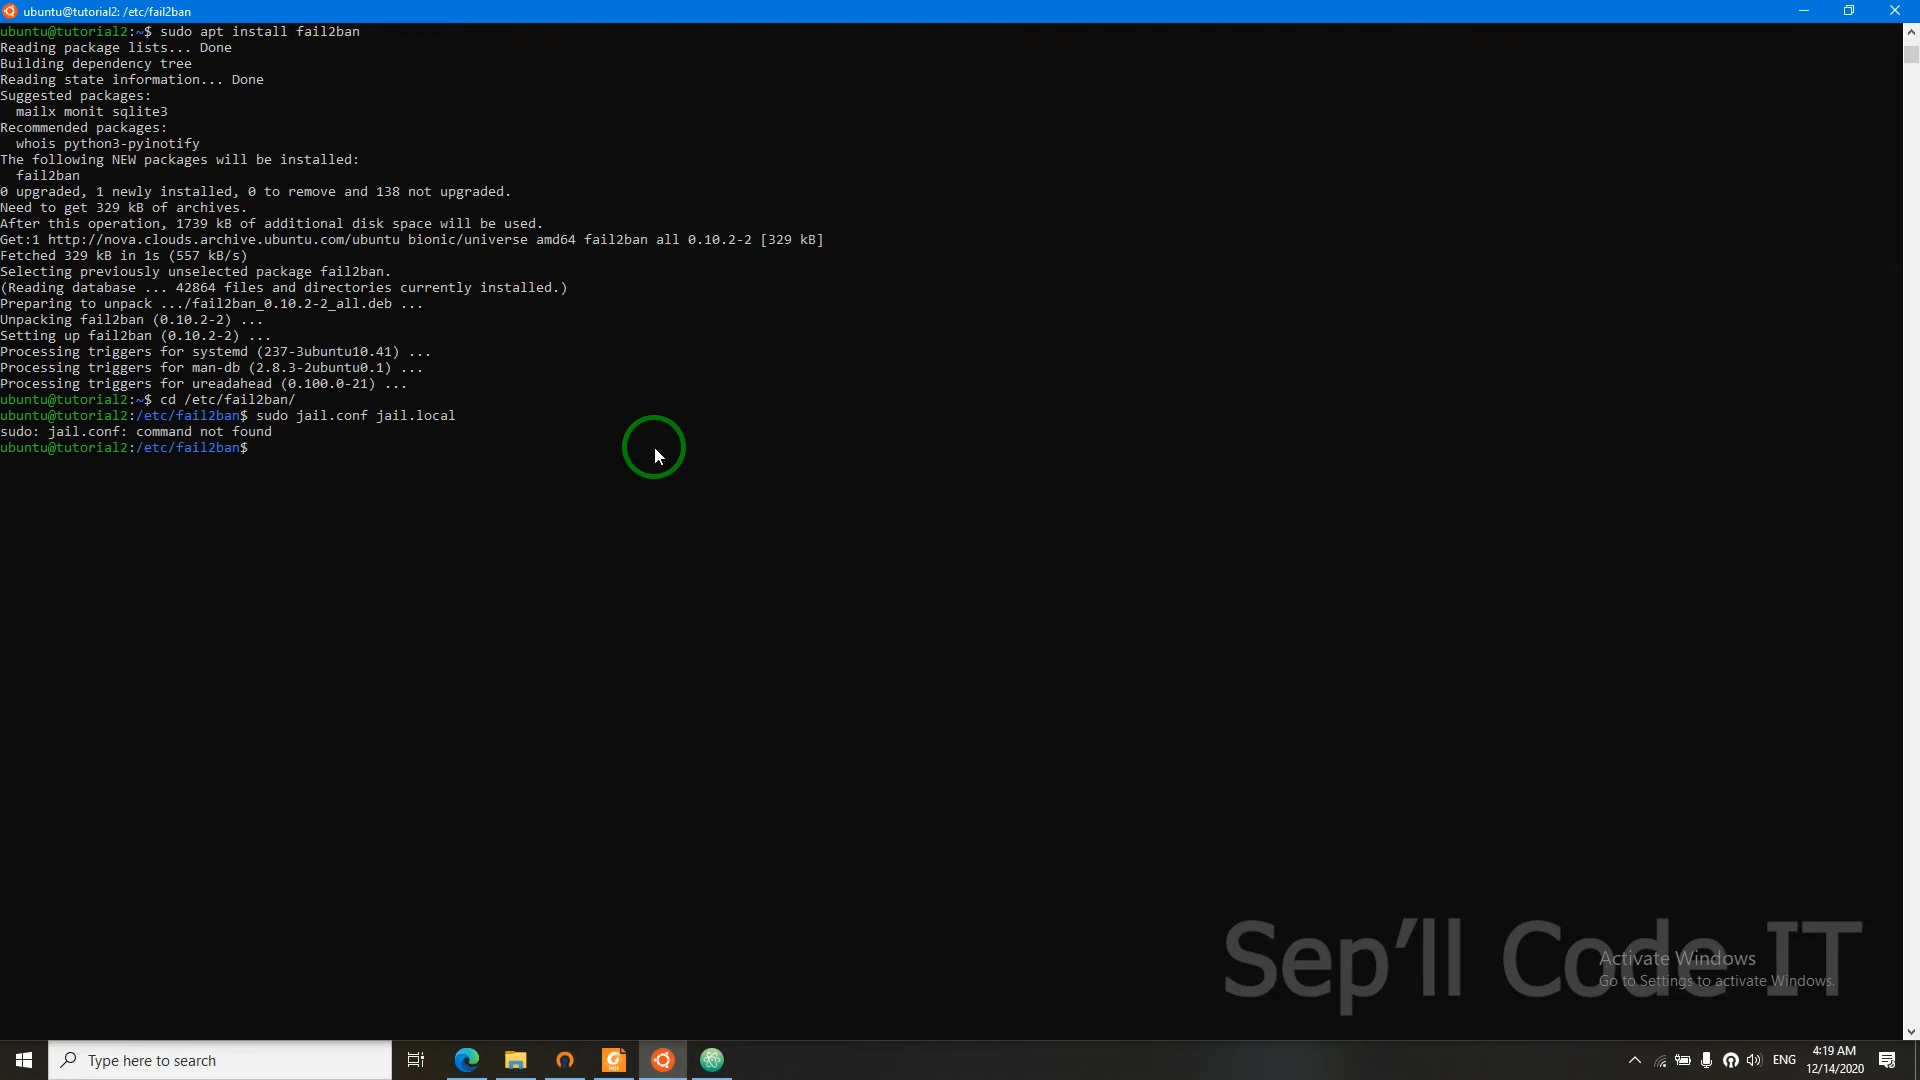 ubuntu@tutorial2: /etc/fail2ban
ubuntu@tutorial2:~$ sudo apt install fail2ban
Reading package lists... Done
Building dependency tree
Reading state information... Done
Suggested packages:
  mailx monit sqlite3
Recommended packages:
  whois python3-pyinotify
The following NEW packages will be installed:
  fail2ban
0 upgraded, 1 newly installed, 0 to remove and 138 not upgraded.
Need to get 329 kB of archives.
After this operation, 1739 kB of additional disk space will be used.
Get:1 http://nova.clouds.archive.ubuntu.com/ubuntu bionic/universe amd64 fail2ban all 0.10.2-2 [329 kB]
Fetched 329 kB in 1s (557 kB/s)
Selecting previously unselected package fail2ban.
(Reading database ... 42864 files and directories currently installed.)
Preparing to unpack .../fail2ban_0.10.2-2_all.deb ...
Unpacking fail2ban (0.10.2-2) ...
Setting up fail2ban (0.10.2-2) ...
Processing triggers for systemd (237-3ubuntu10.41) ...
Processing triggers for man-db (2.8.3-2ubuntu0.1) ...
Processing triggers for ureadahead (0.100.0-21) ...
ubuntu@tutorial2:~$ cd /etc/fail2ban/
ubuntu@tutorial2:/etc/fail2ban$ sudo jail.conf jail.local
sudo: jail.conf: command not found
ubuntu@tutorial2:/etc/fail2ban$
Sep'll Code IT
Activate Windows
Go to Settings to activate Windows.
Type here to search
ENG
4:19 AM
12/14/2020